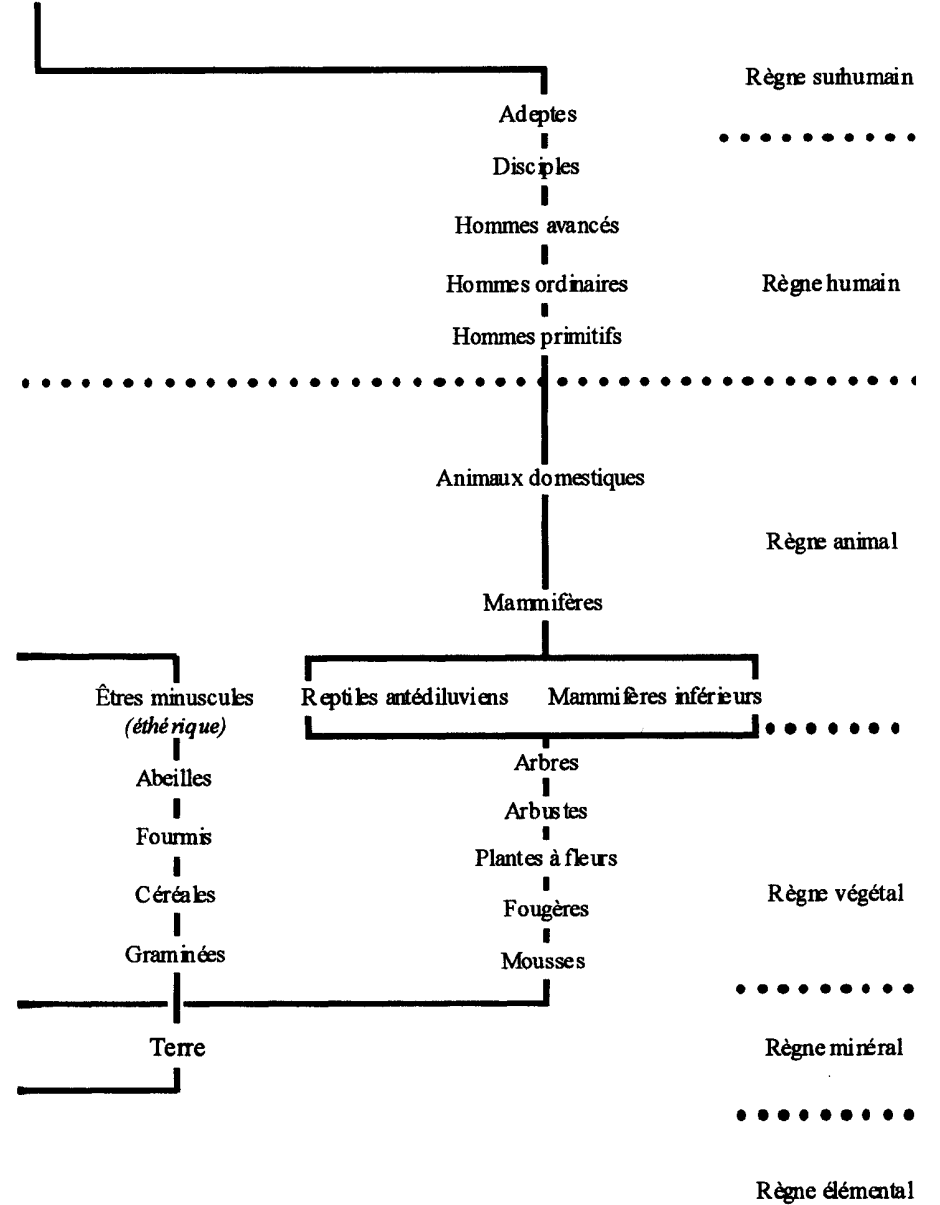 Règne surhumain
Adeptes
Disciples
Hommes avancés
Hommes ordinaires
Règne humain
Hommes primitifs
Animaux domestiques
Règne animal
Mammifères
Êtres minuscules
(éthérique)
Reptiles antédiluviens
Mammifères inférieurs
Arbres
Abeilles
Arbustes
Fourmis
Plantes à fleurs
Céréales
Règne végétal
Fougères
Graminées
Mousses
Terre
Règne minéral
Règne élémental